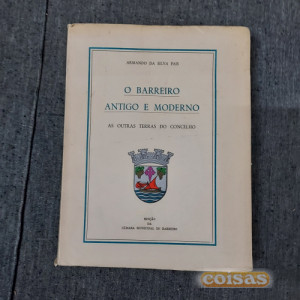 ARMANDO DA SILVA PAIS
O BARREIRO
ANTIGO E MODERNO
AS OUTRAS TERRAS DO CONCELHO
EDIÇÃO
DA
CÂMARA MUNICIPAL DO BARREIRO
coisas